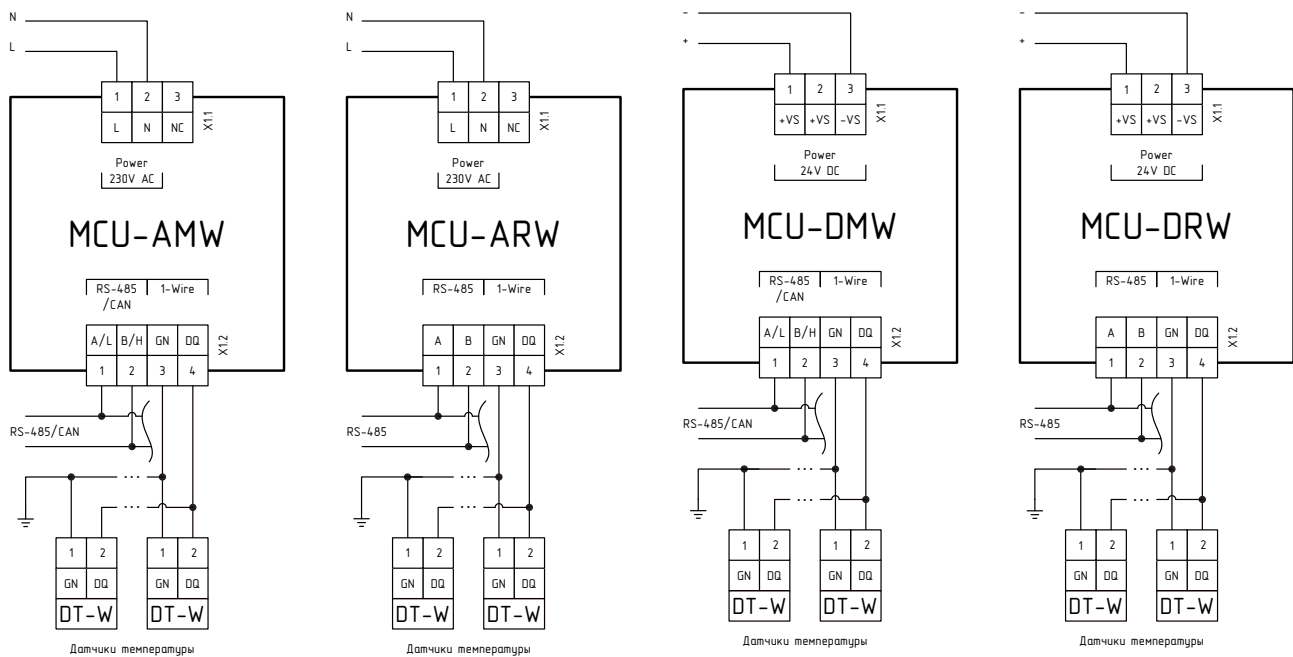 N
L
1 2 3
L N NC
X1.1
Power
230V AC
MCU-AMW
RS-485 1-Wire
/CAN
A/L B/H GN DQ
X1.2
1 2 3 4
RS-485/CAN
... 
...
1 2 1 2
GN DQ GN DQ
DT-W DT-W
Датчики температуры
N
L
1 2 3
L N NC
X1.1
Power
230V AC
MCU-ARW
RS-485 1-Wire
A B GN DQ
X1.2
1 2 3 4
RS-485
...
...
1 2 1 2
GN DQ GN DQ
DT-W DT-W
Датчики температуры
-
+
1 2 3
+VS +VS -VS
X1.1
Power
24V DC
MCU-DMW
RS-485 1-Wire
/CAN
A/L B/H GN DQ
X1.2
1 2 3 4
RS-485/CAN
...
...
1 2 1 2
GN DQ GN DQ
DT-W DT-W
Датчики температуры
-
+
1 2 3
+VS +VS -VS
X1.1
Power
24V DC
MCU-DRW
RS-485 1-Wire
A B GN DQ
X1.2
1 2 3 4
RS-485
...
...
1 2 1 2
GN DQ GN DQ
DT-W DT-W
Датчики температуры